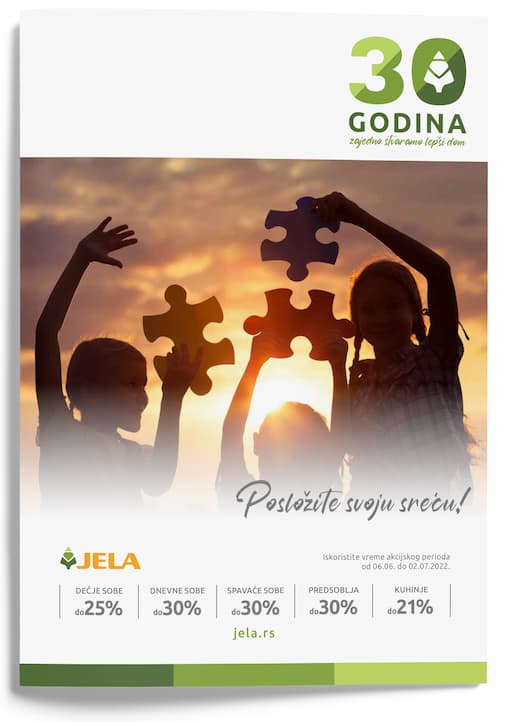 30
GODINA
zajedno stvaramo lepši dom
Posložite svoju sreću!
JELA
Iskoristite vreme akcijskog perioda
od 06.06. do 02.07.2022.
DEČJE SOBE
do25%
DNEVNE SOBE
do30%
SPAVAĆE SOBE
do30%
PREDSOBLJA
do30%
KUHINJE
do21%
jela.rs